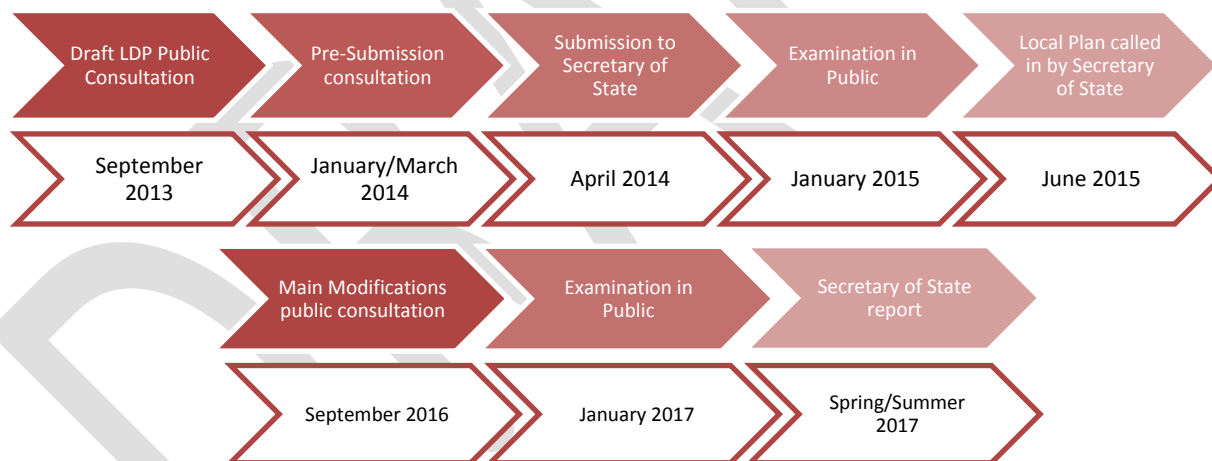 Draft LDP Public
Consultation
Pre-Submission
consultation
Submission to
Secretary of
State
Examination in
Public
Local Plan called
in by Secretary
of State
September
2013
January/March
2014
April 2014
January 2015
June 2015
Main Modifications
public consultation
Examination in
Public
Secretary of State
report
September 2016
January 2017
Spring/Summer
2017